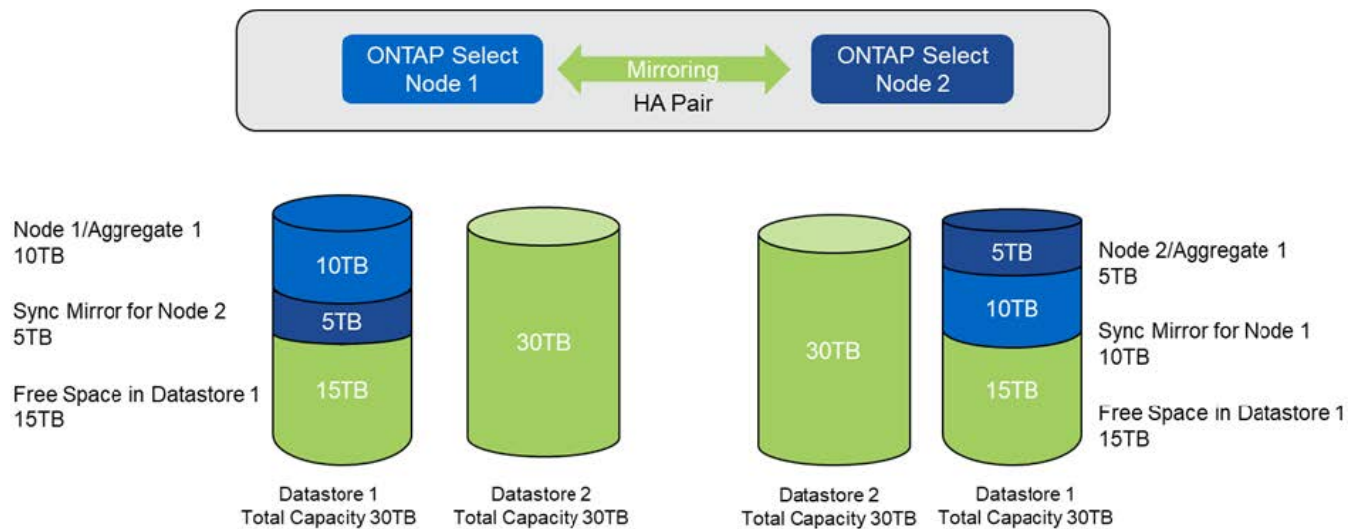 ONTAP Select
Node 1
Mirroring
HA Pair
ONTAP Select
Node 2
Node 1/Aggregate 1
10TB
Sync Mirror for Node 2
5TB
Free Space in Datastore 1
15TB
10TB
5TB
15TB
Datastore 1
Total Capacity 30TB
30TB
Datastore 2
Total Capacity 30TB
30TB
Datastore 2
Total Capacity 30TB
5TB
10TB
15TB
Datastore 1
Total Capacity 30TB
Node 2/Aggregate 1
5TB
Sync Mirror for Node 1
10TB
Free Space in Datastore 1
15TB